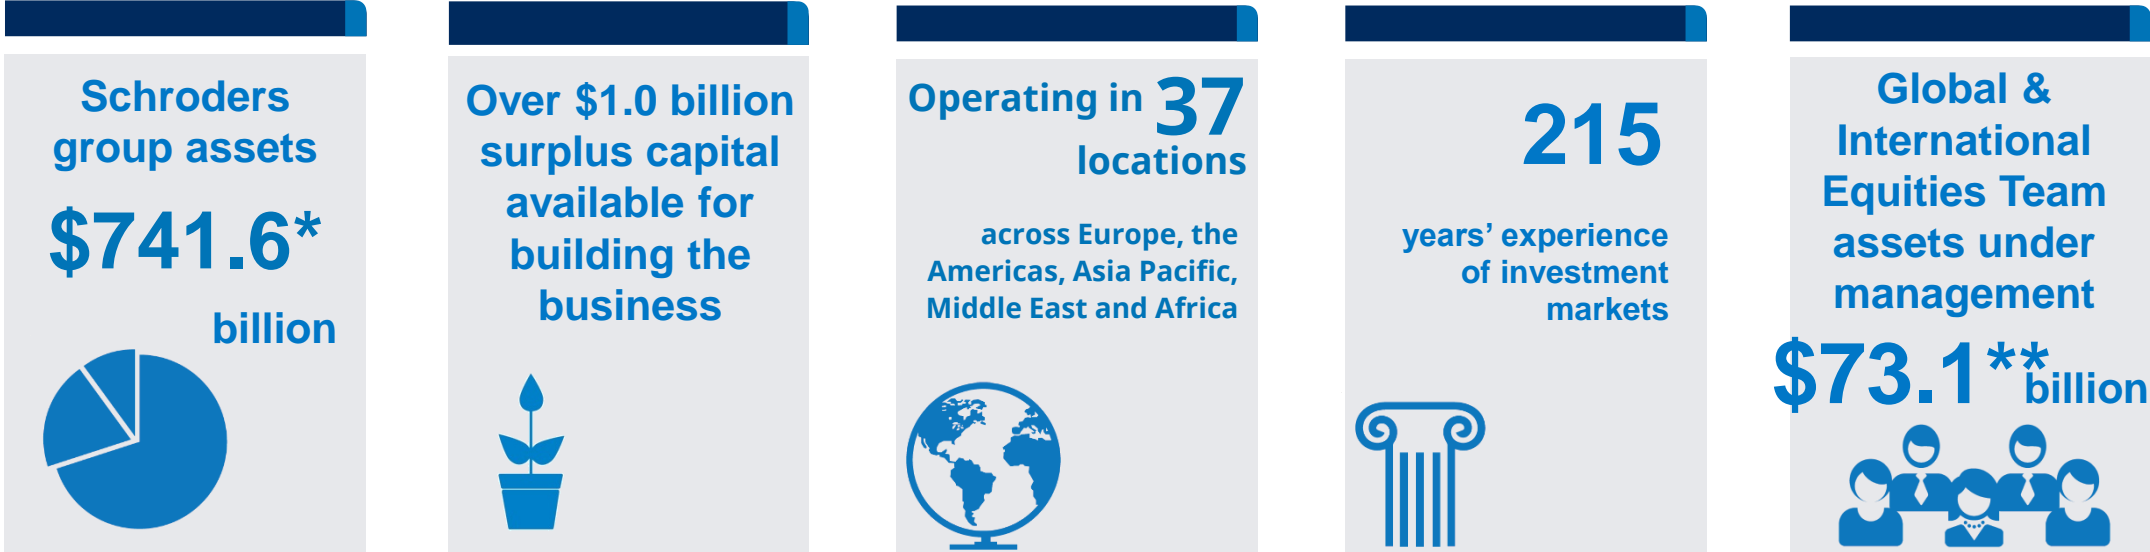 Schroders
group assets
$741.6*
billion
Over $1.0 billion
surplus capital
available for
building the
business
Operating in 37
locations
across Europe, the
Americas, Asia Pacific,
Middle East and Africa
215
years’ experience
of investment
markets
Global &
International
Equities Team
assets under
management
$73.1** billion